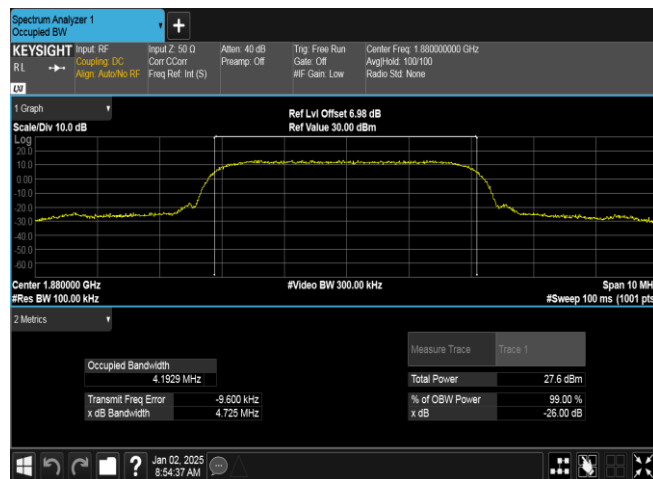 Spectrum Analyzer 1
Occupied BW
+
KEYSIGHT Input: RF Input Z: 50 Ω Atten: 40 dB Trig: Free Run Center Freq: 1.880000000 GHz
RL Coupling: DC Corr CCorr Preamp: Off Gate: Off Avg|Hold: 100/100
Align: Auto/No RF Freq Ref: Int (S) #IF Gain: Low Radio Std: None
LXI
1 Graph
Ref Lvl Offset 6.98 dB
Scale/Div 10.0 dB Ref Value 30.00 dBm
Log
20.0
10.0
0.00
-10.0
-20.0
-30.0
-40.0
-50.0
-60.0
Center 1.880000 GHz #Video BW 300.00 kHz Span 10 MH
#Res BW 100.00 kHz #Sweep 100 ms (1001 pts
2 Metrics
Measure Trace Trace 1
Occupied Bandwidth
4.1929 MHz
Total Power 27.6 dBm
Transmit Freq Error -9.600 kHz % of OBW Power 99.00 %
x dB Bandwidth 4.725 MHz x dB -26.00 dB
? Jan 02, 2025
8:54:37 AM